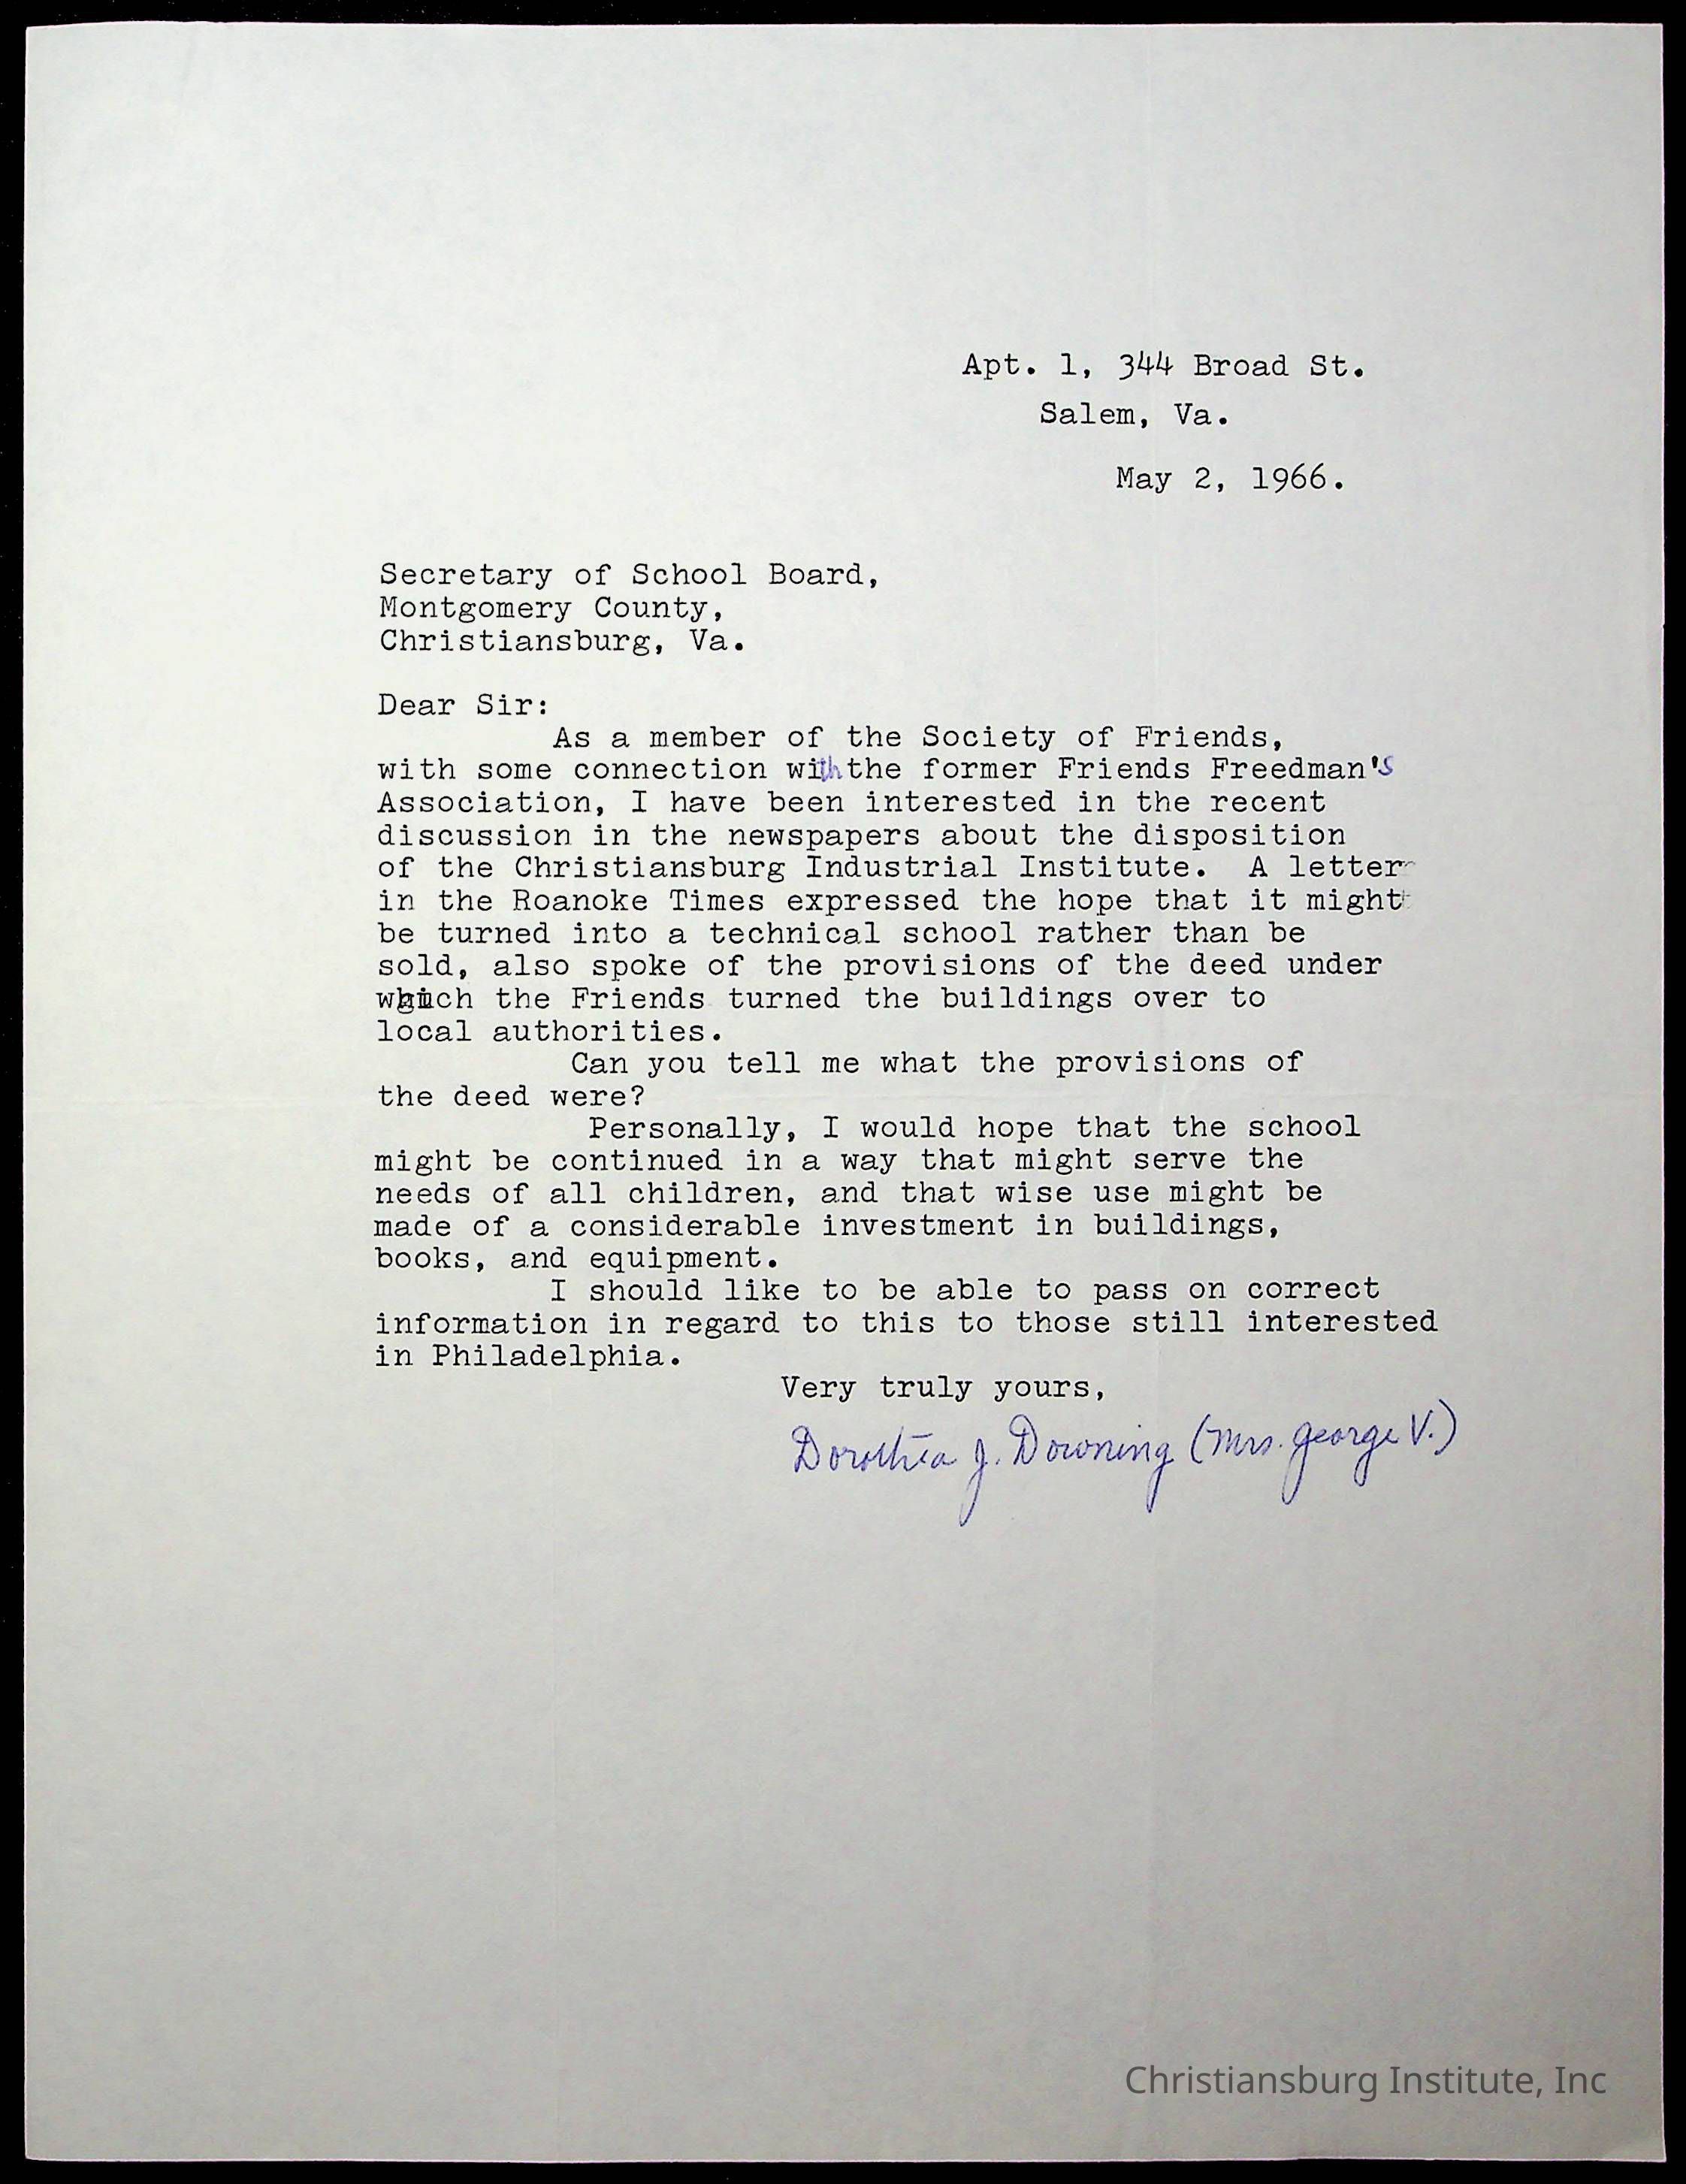 Apt. 1, 344 Broad St.
Salem, Va.
May 2, 1966.
Secretary of School Board,
Montgomery County,
Christiansburg, Va.
Dear Sir:
As a member of the Society of Friends,
with some connection with the former Friends Freedman's
Association, I have been interested in the recent
discussion in the newspapers about the disposition
of the Christiansburg Industrial Institute. A letter
in the Roanoke Times expressed the hope that it might
be turned into a technical school rather than be
sold, also spoke of the provisions of the deed under
which the Friends turned the buildings over to
local authorities.
Can you tell me what the provisions of
the deed were?
Personally, I would hope that the school
might be continued in a way that might serve the
needs of all children, and that wise use might be
made of a considerable investment in buildings,
books, and equipment.
I should like to be able to pass on correct
information in regard to this to those still interested
in Philadelphia.
Very truly yours,
Dorothea J. Downing (Mrs. George V.)
Christiansburg Institute, Inc